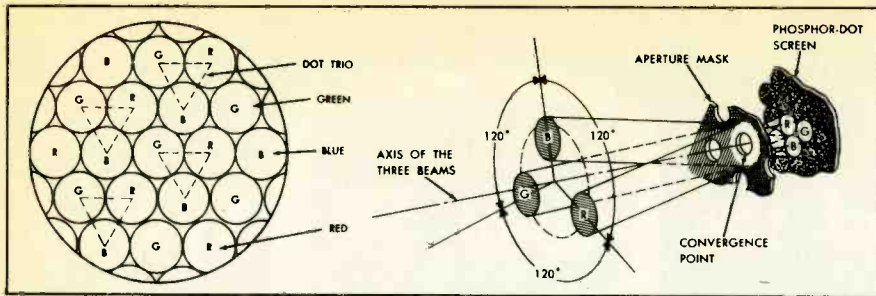 B G R
G R B G
R B G R B
G R B G
B G R
DOT TRIO
GREEN
BLUE
RED
AXIS OF THE
THREE BEAMS
120°
120°
120°
B
G
R
APERTURE MASK
PHOSPHOR-DOT
SCREEN
R
G
B
CONVERGENCE
POINT